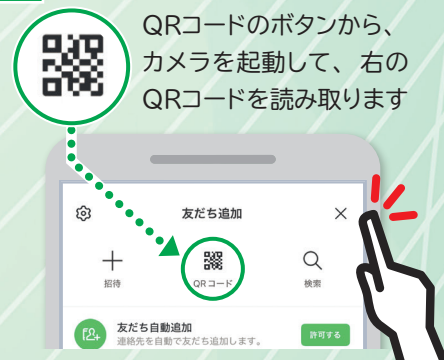 QRコードのボタンから、
カメラを起動して、右の
QRコードを読み取ります
友だち追加
招待
QRコード
検索
友だち自動追加
連絡先を自動で友だち追加します。
許可する